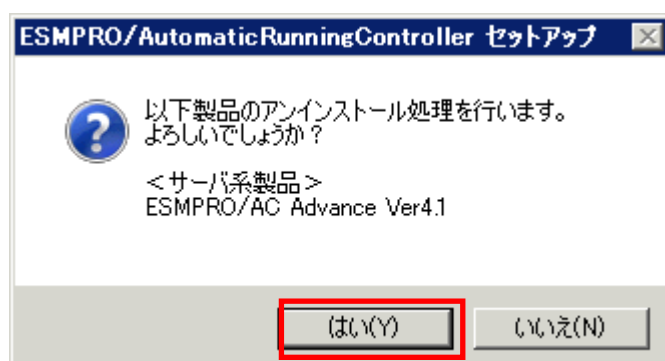 ESMPRO/AutomaticRunningController セットアップ
以下製品のアンインストール処理を行います。
よろしいでしょうか？
＜サーバ系製品＞
ESMPRO/AC Advance Ver4.1
はい(Y)
いいえ(N)